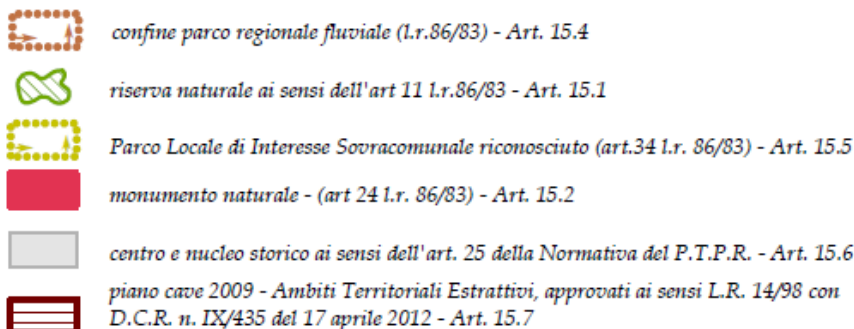 confine parco regionale fluviale (l.r.86/83) - Art. 15.4
riserva naturale ai sensi dell'art 11 l.r.86/83 - Art. 15.1
Parco Locale di Interesse Sovracomunale riconosciuto (art.34 l.r. 86/83) - Art. 15.5
monumento naturale - (art 24 l.r. 86/83) - Art. 15.2
centro e nucleo storico ai sensi dell'art. 25 della Normativa del P.T.P.R. - Art. 15.6
piano cave 2009 - Ambiti Territoriali Estrattivi, approvati ai sensi L.R. 14/98 con
D.C.R. n. IX/435 del 17 aprile 2012 - Art. 15.7